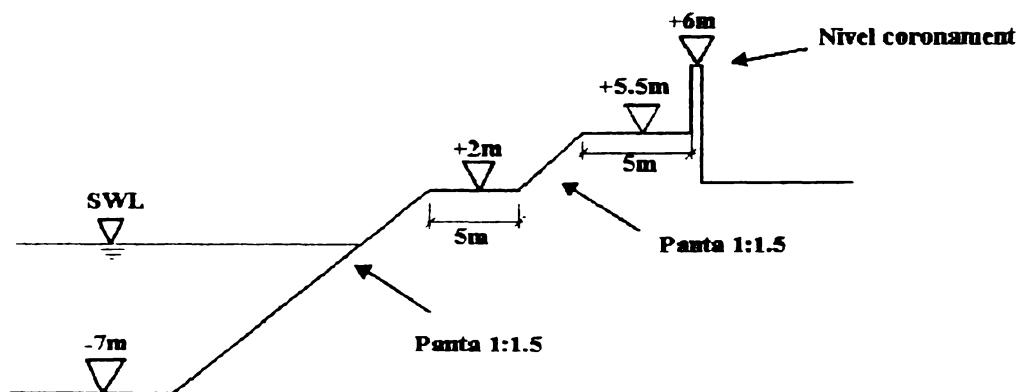 +6m
Nivel coronament
+5.5m
5m
+2m
5m
SWL
Panta 1:1.5
Panta 1:1.5
-7m